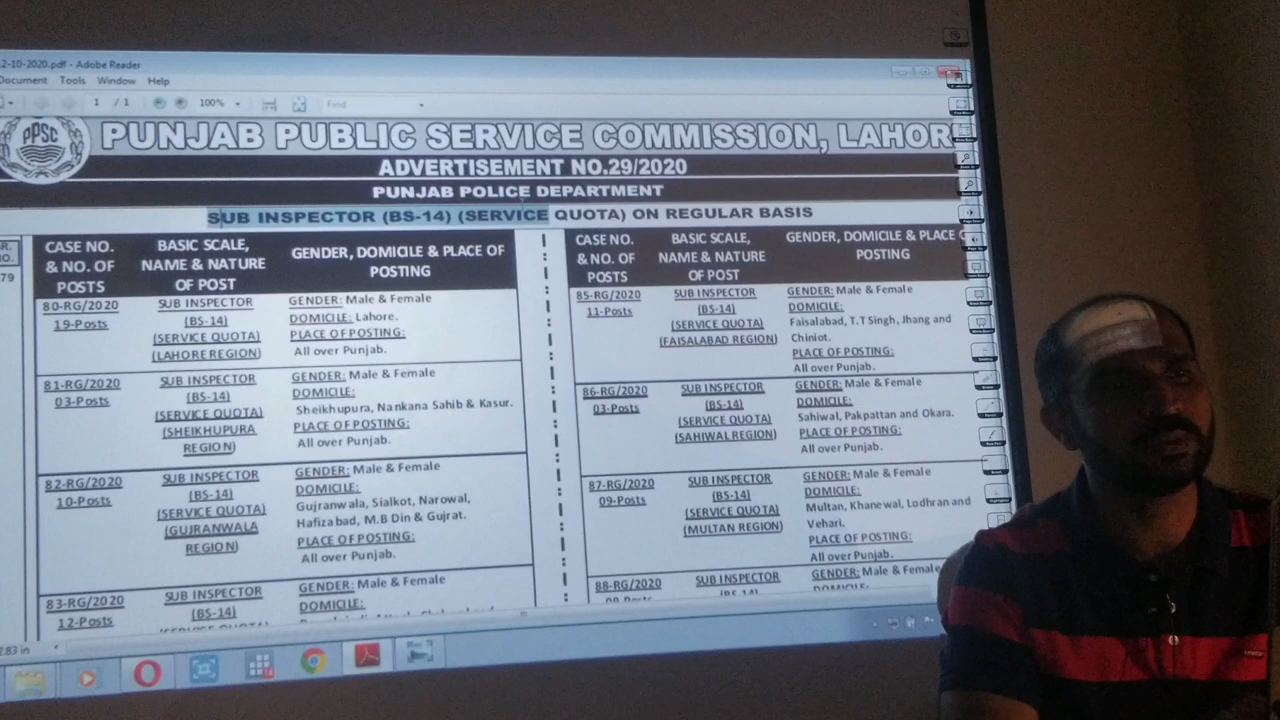 2-10-2020.pdf - Adobe Reader
Document Tools Window Help
1 / 1 100% Find
PPSC
PUNJAB PUBLIC SERVICE COMMISSION, LAHOR
ADVERTISEMENT NO.29/2020
PUNJAB POLICE DEPARTMENT
SUB INSPECTOR (BS-14) (SERVICE QUOTA) ON REGULAR BASIS
79
CASE NO.
& NO. OF
POSTS
BASIC SCALE,
NAME & NATURE
OF POST
GENDER, DOMICILE & PLACE OF
POSTING
80-RG/2020
19-Posts
SUB INSPECTOR
(BS-14)
(SERVICE QUOTA)
(LAHORE REGION)
GENDER: Male & Female
DOMICILE: Lahore.
PLACE OF POSTING:
All over Punjab.
81-RG/2020
03-Posts
SUB INSPECTOR
(BS-14)
(SERVICE QUOTA)
(SHEIKHUPURA
REGION)
GENDER: Male & Female
DOMICILE:
Sheikhupura, Nankana Sahib & Kasur.
PLACE OF POSTING:
All over Punjab.
82-RG/2020
10-Posts
SUB INSPECTOR
(BS-14)
(SERVICE QUOTA)
(GUJRANWALA
REGION)
GENDER: Male & Female
DOMICILE:
Gujranwala, Sialkot, Narowal,
Hafizabad, M.B Din & Gujrat.
PLACE OF POSTING:
All over Punjab.
83-RG/2020
12-Posts
SUB INSPECTOR
(BS-14)
(SERVICE QUOTA)
GENDER: Male & Female
DOMICILE:
CASE NO.
& NO. OF
POSTS
BASIC SCALE,
NAME & NATURE
OF POST
GENDER, DOMICILE & PLACE
POSTING
85-RG/2020
11-Posts
SUB INSPECTOR
(BS-14)
(SERVICE QUOTA)
(FAISALABAD REGION)
GENDER: Male & Female
DOMICILE:
Faisalabad, T.T Singh, Jhang and
Chiniot.
PLACE OF POSTING:
All over Punjab.
86-RG/2020
03-Posts
SUB INSPECTOR
(BS-14)
(SERVICE QUOTA)
(SAHIWAL REGION)
GENDER: Male & Female
DOMICILE:
Sahiwal, Pakpattan and Okara.
PLACE OF POSTING:
All over Punjab.
87-RG/2020
09-Posts
SUB INSPECTOR
(BS-14)
(SERVICE QUOTA)
(MULTAN REGION)
GENDER: Male & Female
DOMICILE:
Multan, Khanewal, Lodhran and
Vehari.
PLACE OF POSTING:
All over Punjab.
88-RG/2020
SUB INSPECTOR
GENDER: Male & Female
DOMICILE:
2.83 in